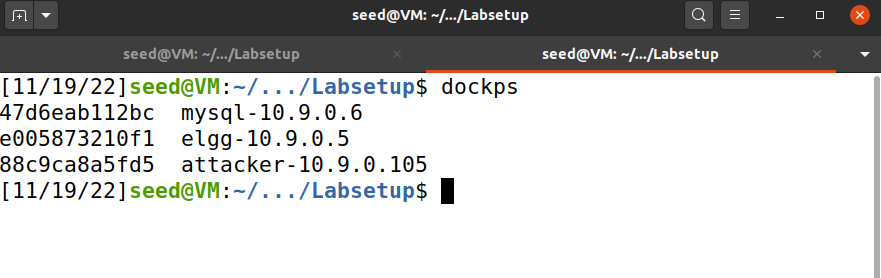 seed@VM: ~/.../Labsetup
seed@VM: ~/.../Labsetup
seed@VM: ~/.../Labsetup
[11/19/22]seed@VM:~/.../Labsetup$ dockps
47d6eab112bc  mysql-10.9.0.6
e005873210f1  elgg-10.9.0.5
88c9ca8a5fd5  attacker-10.9.0.105
[11/19/22]seed@VM:~/.../Labsetup$